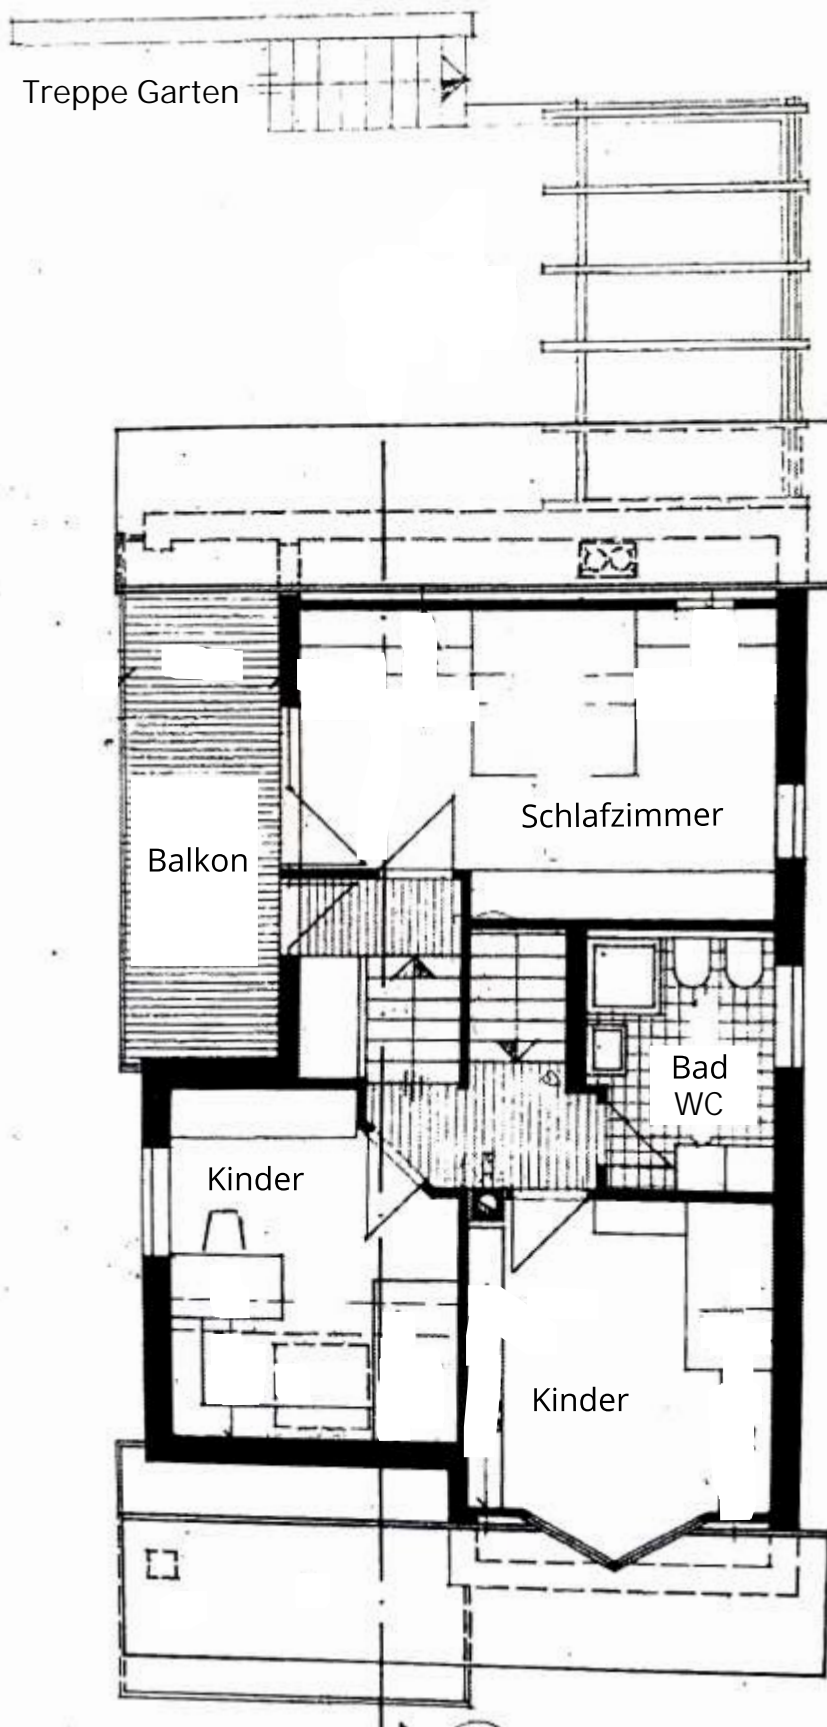 Treppe Garten
Schlafzimmer
Balkon
Bad
WC
Kinder
Kinder